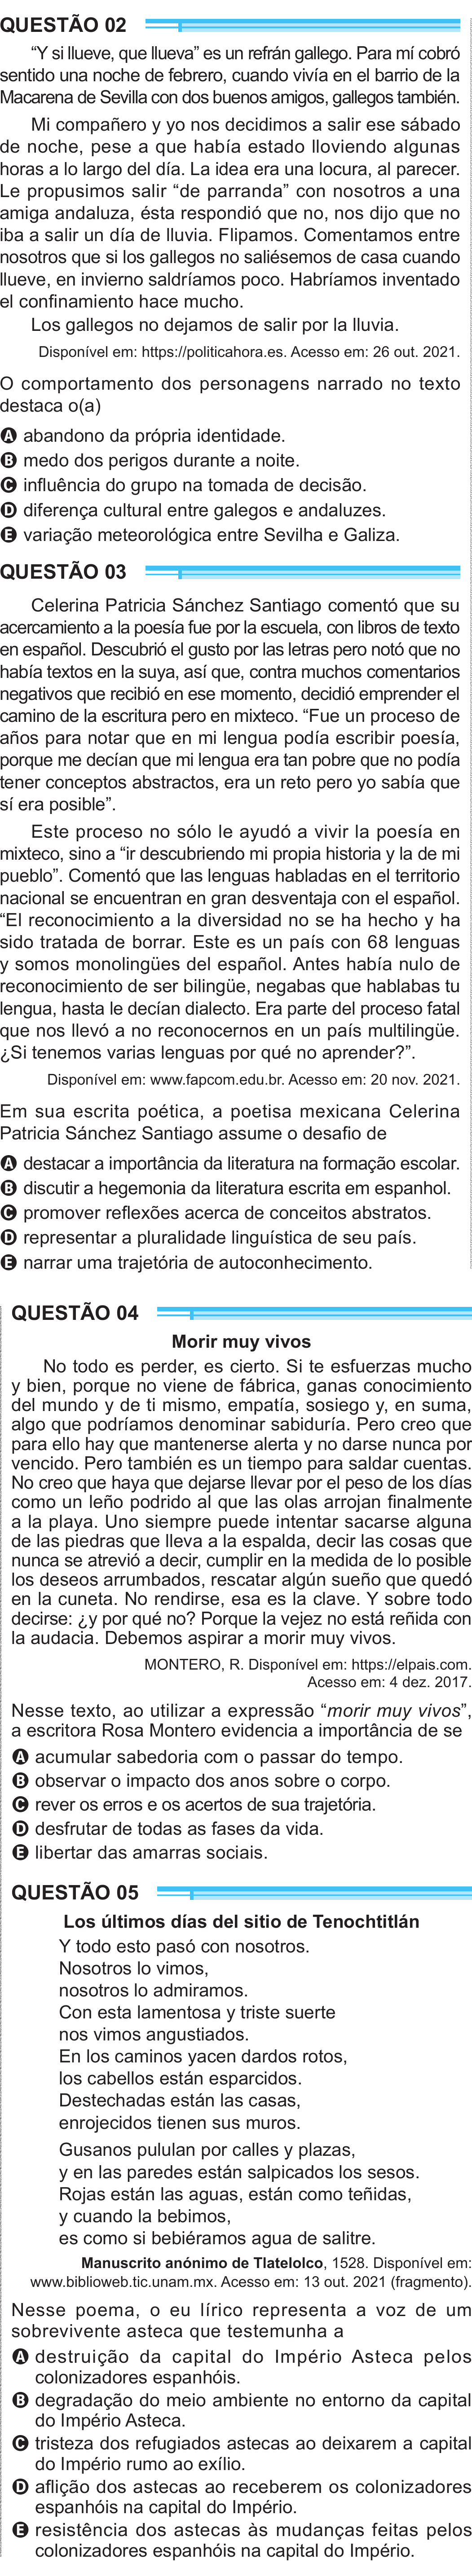 QUESTÃO 02
“Y si llueve, que llueva” es un refrán gallego. Para mí cobró
sentido una noche de febrero, cuando vivía en el barrio de la
Macarena de Sevilla con dos buenos amigos, gallegos también.
Mi compañero y yo nos decidimos a salir ese sábado
de noche, pese a que había estado lloviendo algunas
horas a lo largo del día. La idea era una locura, al parecer.
Le propusimos salir “de parranda” con nosotros a una
amiga andaluza, ésta respondió que no, nos dijo que no
iba a salir un día de lluvia. Flipamos. Comentamos entre
nosotros que si los gallegos no saliésemos de casa cuando
llueve, en invierno saldríamos poco. Habríamos inventado
el confinamiento hace mucho.
Los gallegos no dejamos de salir por la lluvia.
Disponível em: https://politicahora.es. Acesso em: 26 out. 2021.
O comportamento dos personagens narrado no texto
destaca o(a)
A abandono da própria identidade.
B medo dos perigos durante a noite.
C influência do grupo na tomada de decisão.
D diferença cultural entre galegos e andaluzes.
E variação meteorológica entre Sevilha e Galiza.
QUESTÃO 03
Celerina Patricia Sánchez Santiago comentó que su
acercamiento a la poesía fue por la escuela, con libros de texto
en español. Descubrió el gusto por las letras pero notó que no
había textos en la suya, así que, contra muchos comentarios
negativos que recibió en ese momento, decidió emprender el
camino de la escritura pero en mixteco. “Fue un proceso de
años para notar que en mi lengua podía escribir poesía,
porque me decían que mi lengua era tan pobre que no podía
tener conceptos abstractos, era un reto pero yo sabía que
sí era posible”.
Este proceso no sólo le ayudó a vivir la poesía en
mixteco, sino a “ir descubriendo mi propia historia y la de mi
pueblo”. Comentó que las lenguas habladas en el territorio
nacional se encuentran en gran desventaja con el español.
“El reconocimiento a la diversidad no se ha hecho y ha
sido tratada de borrar. Este es un país con 68 lenguas
y somos monolingües del español. Antes había nulo de
reconocimiento de ser bilingüe, negabas que hablabas tu
lengua, hasta le decían dialecto. Era parte del proceso fatal
que nos llevó a no reconocernos en un país multilingüe.
¿Si tenemos varias lenguas por qué no aprender?”.
Disponível em: www.fapcom.edu.br. Acesso em: 20 nov. 2021.
Em sua escrita poética, a poetisa mexicana Celerina
Patricia Sánchez Santiago assume o desafio de
A destacar a importância da literatura na formação escolar.
B discutir a hegemonia da literatura escrita em espanhol.
C promover reflexões acerca de conceitos abstratos.
D representar a pluralidade linguística de seu país.
E narrar uma trajetória de autoconhecimento.
QUESTÃO 04
Morir muy vivos
No todo es perder, es cierto. Si te esfuerzas mucho
y bien, porque no viene de fábrica, ganas conocimiento
del mundo y de ti mismo, empatía, sosiego y, en suma,
algo que podríamos denominar sabiduría. Pero creo que
para ello hay que mantenerse alerta y no darse nunca por
vencido. Pero también es un tiempo para saldar cuentas.
No creo que haya que dejarse llevar por el peso de los días
como un leño podrido al que las olas arrojan finalmente
a la playa. Uno siempre puede intentar sacarse alguna
de las piedras que lleva a la espalda, decir las cosas que
nunca se atrevió a decir, cumplir en la medida de lo posible
los deseos arrumbados, rescatar algún sueño que quedó
en la cuneta. No rendirse, esa es la clave. Y sobre todo
decirse: ¿y por qué no? Porque la vejez no está reñida con
la audacia. Debemos aspirar a morir muy vivos.
MONTERO, R. Disponível em: https://elpais.com.
Acesso em: 4 dez. 2017.
Nesse texto, ao utilizar a expressão “morir muy vivos”,
a escritora Rosa Montero evidencia a importância de se
A acumular sabedoria com o passar do tempo.
B observar o impacto dos anos sobre o corpo.
C rever os erros e os acertos de sua trajetória.
D desfrutar de todas as fases da vida.
E libertar das amarras sociais.
QUESTÃO 05
Los últimos días del sitio de Tenochtitlán
Y todo esto pasó con nosotros.
Nosotros lo vimos,
nosotros lo admiramos.
Con esta lamentosa y triste suerte
nos vimos angustiados.
En los caminos yacen dardos rotos,
los cabellos están esparcidos.
Destechadas están las casas,
enrojecidos tienen sus muros.
Gusanos pululan por calles y plazas,
y en las paredes están salpicados los sesos.
Rojas están las aguas, están como teñidas,
y cuando la bebimos,
es como si bebiéramos agua de salitre.
Manuscrito anónimo de Tlatelolco, 1528. Disponível em:
www.biblioweb.tic.unam.mx. Acesso em: 13 out. 2021 (fragmento).
Nesse poema, o eu lírico representa a voz de um
sobrevivente asteca que testemunha a
A destruição da capital do Império Asteca pelos
colonizadores espanhóis.
B degradação do meio ambiente no entorno da capital
do Império Asteca.
C tristeza dos refugiados astecas ao deixarem a capital
do Império rumo ao exílio.
D aflição dos astecas ao receberem os colonizadores
espanhóis na capital do Império.
E resistência dos astecas às mudanças feitas pelos
colonizadores espanhóis na capital do Império.